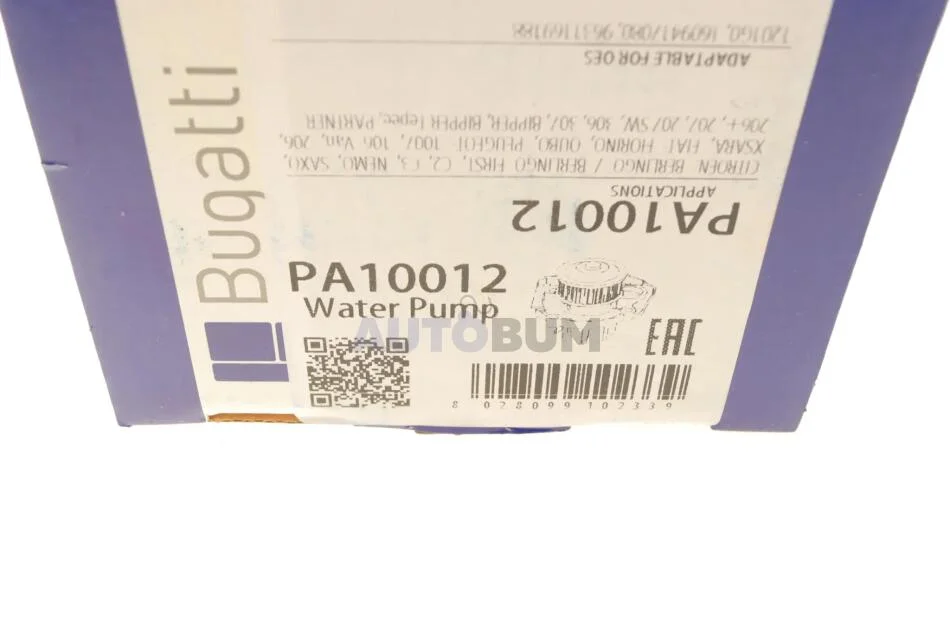 Bugatti
PA10012
Water Pump
AUTOBUM
EAC
8 028099 102339
PA10012
APPLICATIONS
CITROEN BERLINGO / BERLINGO FIRST, C2, C3, NEMO, SAXO,
XSARA, FIAT FIORINO, QUBO, PEUGEOT 1007, 106 Van, 206,
206+, 207, 207 SW, 306, 307, BIPPER, BIPPER Tepee, PARTNER
ADAPTABLE FOR OES
1201G0, 1609417080, 9631169188